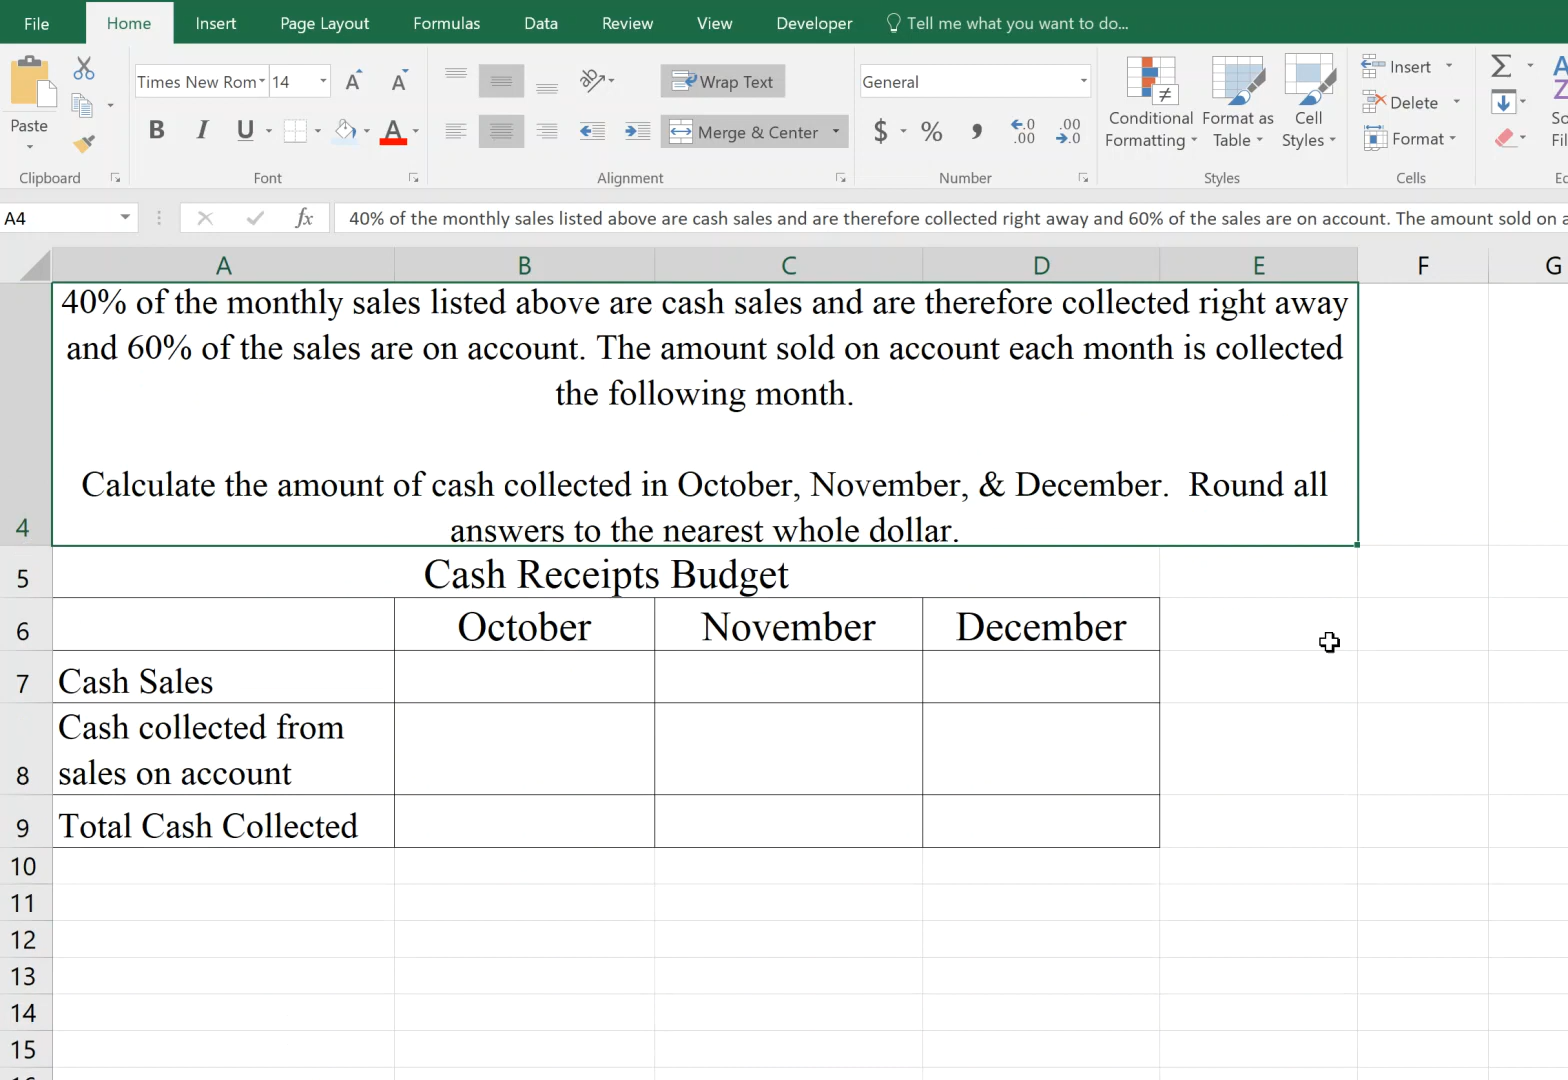 File Home Insert Page Layout Formulas Data Review View Developer Tell me what you want to do...
Times New Rom 14 A A Wrap Text General Insert
Paste B I U A Merge & Center $ % , .00 .00 Conditional Formatting Format as Table Cell Styles Delete
Format
Clipboard Font Alignment Number Styles Cells
A4 fx 40% of the monthly sales listed above are cash sales and are therefore collected right away and 60% of the sales are on account. The amount sold on
A B C D E F G
40% of the monthly sales listed above are cash sales and are therefore collected right away
and 60% of the sales are on account. The amount sold on account each month is collected
the following month.
Calculate the amount of cash collected in October, November, & December. Round all
4 answers to the nearest whole dollar.
5 Cash Receipts Budget
6 October November December
7 Cash Sales
Cash collected from
8 sales on account
9 Total Cash Collected
10
11
12
13
14
15